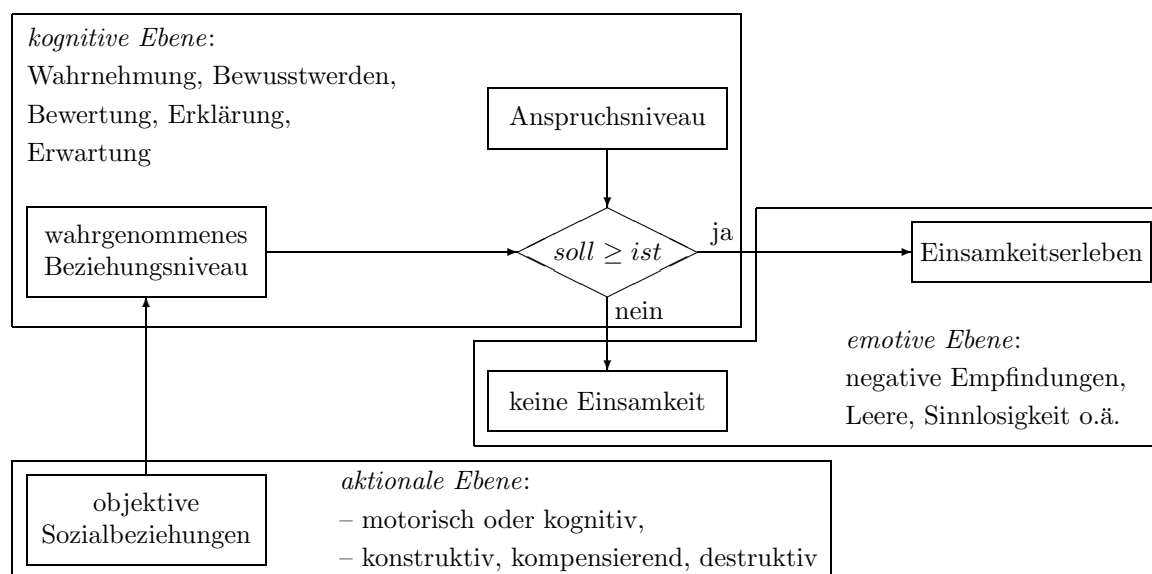 kognitive Ebene:
Wahrnehmung, Bewusstwerden,
Bewertung, Erklärung,
Erwartung
Anspruchsniveau
wahrgenommenes
Beziehungsniveau
soll ≥ ist
ja
Einsamkeitserleben
nein
emotive Ebene:
negative Empfindungen,
Leere, Sinnlosigkeit o.ä.
keine Einsamkeit
objektive
Sozialbeziehungen
aktionale Ebene:
– motorisch oder kognitiv,
– konstruktiv, kompensierend, destruktiv